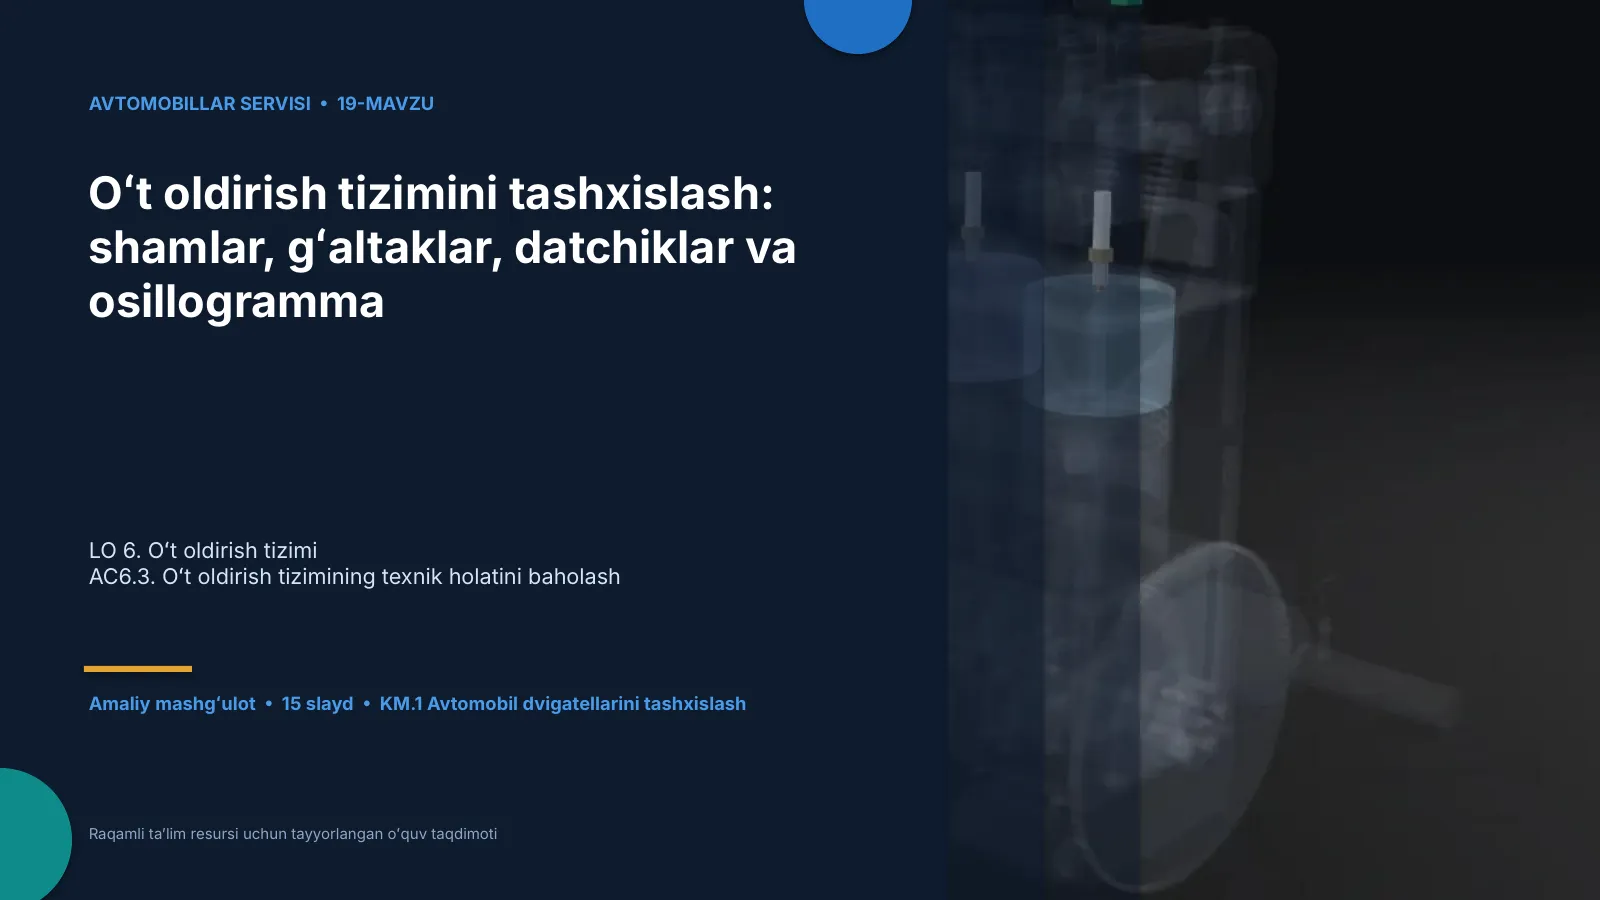 AVTOMOBILLAR SERVISI • 19-MAVZU
Oʻt oldirish tizimini tashxislash:
shamlar, gʻaltaklar, datchiklar va
osillogramma
LO 6. Oʻt oldirish tizimi
AC6.3. Oʻt oldirish tizimining texnik holatini baholash
Amaliy mashgʻulot • 15 slayd • KM.1 Avtomobil dvigatellarini tashxislash
Raqamli taʼlim resursi uchun tayyorlangan oʻquv taqdimoti